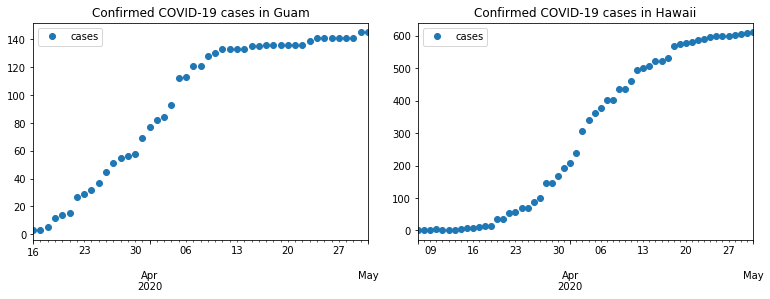 Confirmed COVID-19 cases in Guam
cases
140
120
100
80
60
40
20
0
16 23 30 06 13 20 27
Apr May
2020
Confirmed COVID-19 cases in Hawaii
cases
600
500
400
300
200
100
0
09 16 23 30 06 13 20 27
Apr May
2020